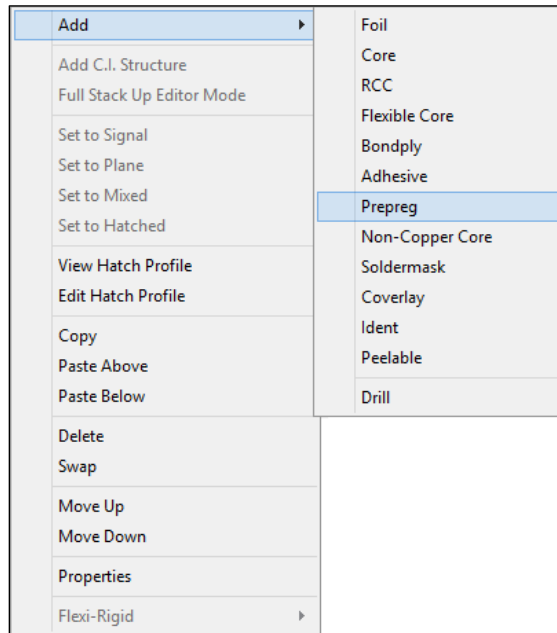 Add
Add C.I. Structure
Full Stack Up Editor Mode
Set to Signal
Set to Plane
Set to Mixed
Set to Hatched
View Hatch Profile
Edit Hatch Profile
Copy
Paste Above
Paste Below
Delete
Swap
Move Up
Move Down
Properties
Flexi-Rigid
Foil
Core
RCC
Flexible Core
Bondply
Adhesive
Prepreg
Non-Copper Core
Soldermask
Coverlay
Ident
Peelable
Drill